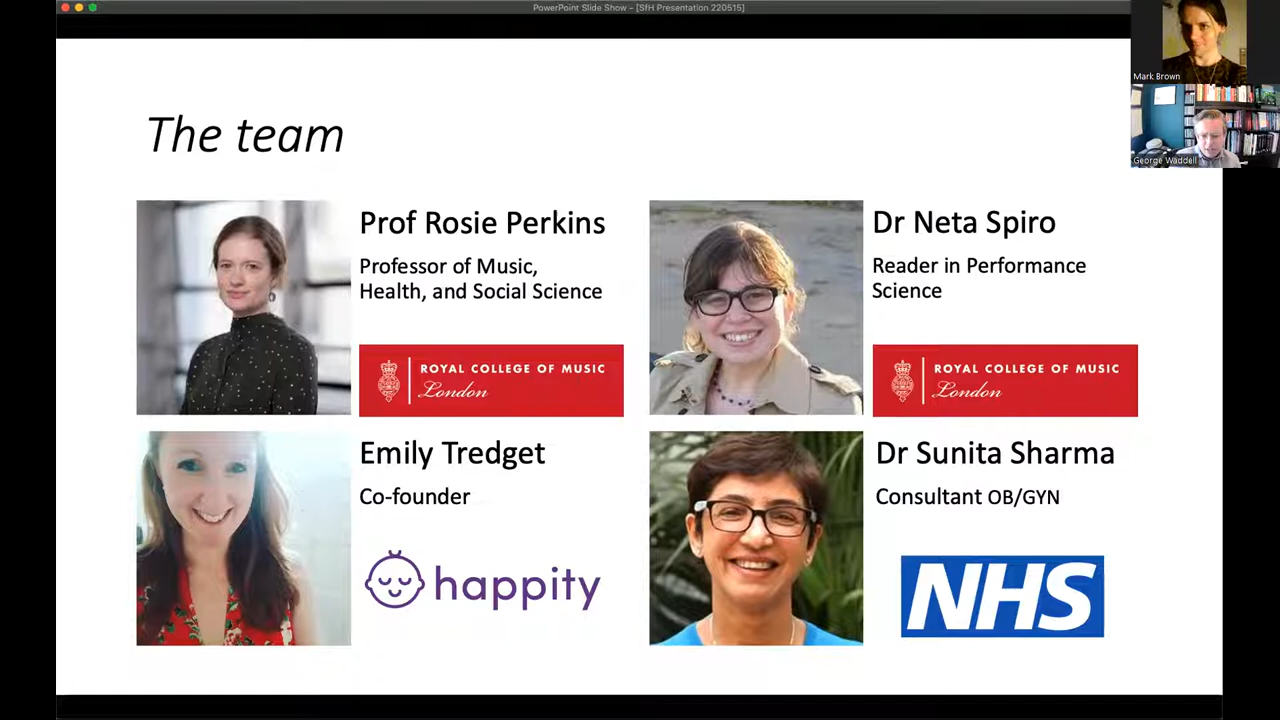 PowerPoint Slide Show - [SfH Presentation 220515]
Mark Brown
George Waddell
The team
Prof Rosie Perkins
Professor of Music,
Health, and Social Science
ROYAL COLLEGE OF MUSIC
London
Dr Neta Spiro
Reader in Performance
Science
ROYAL COLLEGE OF MUSIC
London
Emily Tredget
Co-founder
happity
Dr Sunita Sharma
Consultant OB/GYN
NHS